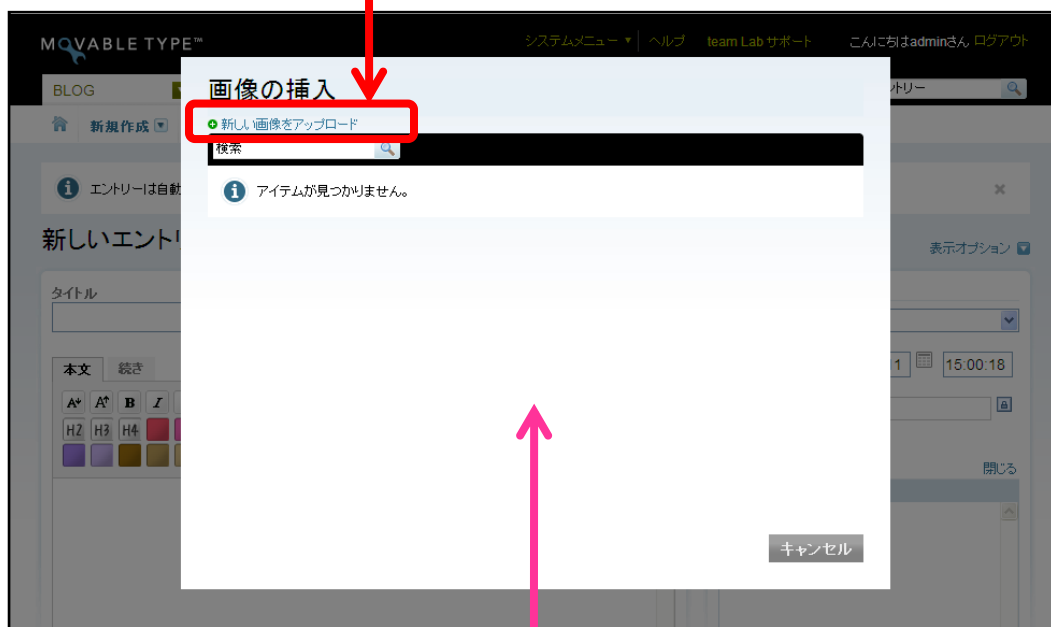 MOVABLE TYPE™
システムメニュー ▼ ヘルプ team Lab サポート こんにちはadminさん ログアウト
BLOG
画像の挿入
新規作成
新しい画像をアップロード
検索
エントリーは自動
アイテムが見つかりません。
新しいエントリ
表示オプション
タイトル
本文 続き
15:00:18
A A B I
H2 H3 H4
閉じる
キャンセル